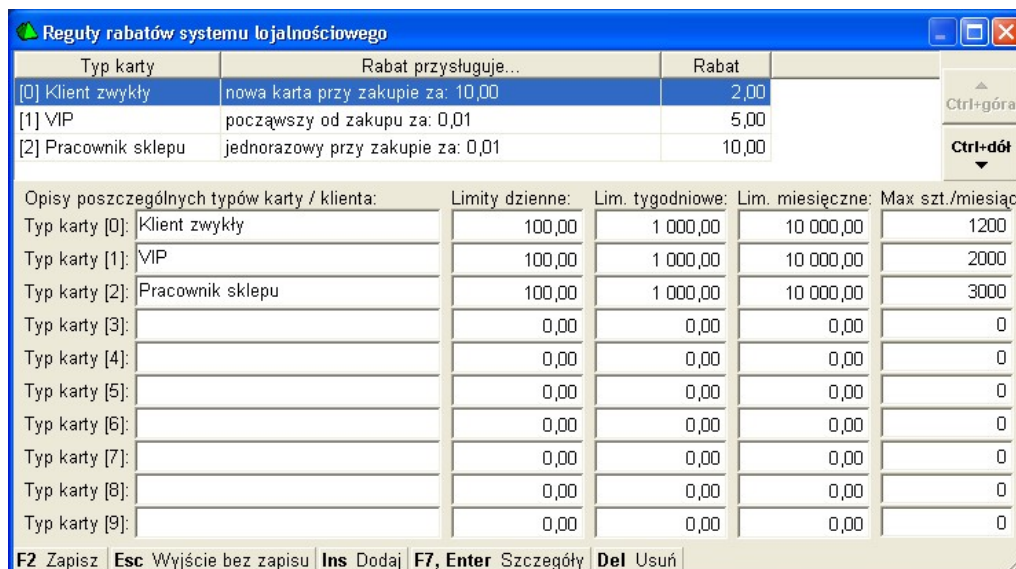 Reguły rabatów systemu lojalnościowego
Typ karty Rabat przysługuje... Rabat
[0] Klient zwykły nowa karta przy zakupie za: 10,00 2,00
[1] VIP począwszy od zakupu za: 0,01 5,00
[2] Pracownik sklepu jednorazowy przy zakupie za: 0,01 10,00
Ctrl+góra
Ctrl+dół
Opisy poszczególnych typów karty / klienta: Limity dzienne: Lim. tygodniowe: Lim. miesięczne: Max szt./miesiąc
Typ karty [0]: Klient zwykły 100,00 1 000,00 10 000,00 1200
Typ karty [1]: VIP 100,00 1 000,00 10 000,00 2000
Typ karty [2]: Pracownik sklepu 100,00 1 000,00 10 000,00 3000
Typ karty [3]: 0,00 0,00 0,00 0
Typ karty [4]: 0,00 0,00 0,00 0
Typ karty [5]: 0,00 0,00 0,00 0
Typ karty [6]: 0,00 0,00 0,00 0
Typ karty [7]: 0,00 0,00 0,00 0
Typ karty [8]: 0,00 0,00 0,00 0
Typ karty [9]: 0,00 0,00 0,00 0
F2 Zapisz Esc Wyjście bez zapisu Ins Dodaj F7, Enter Szczegóły Del Usuń